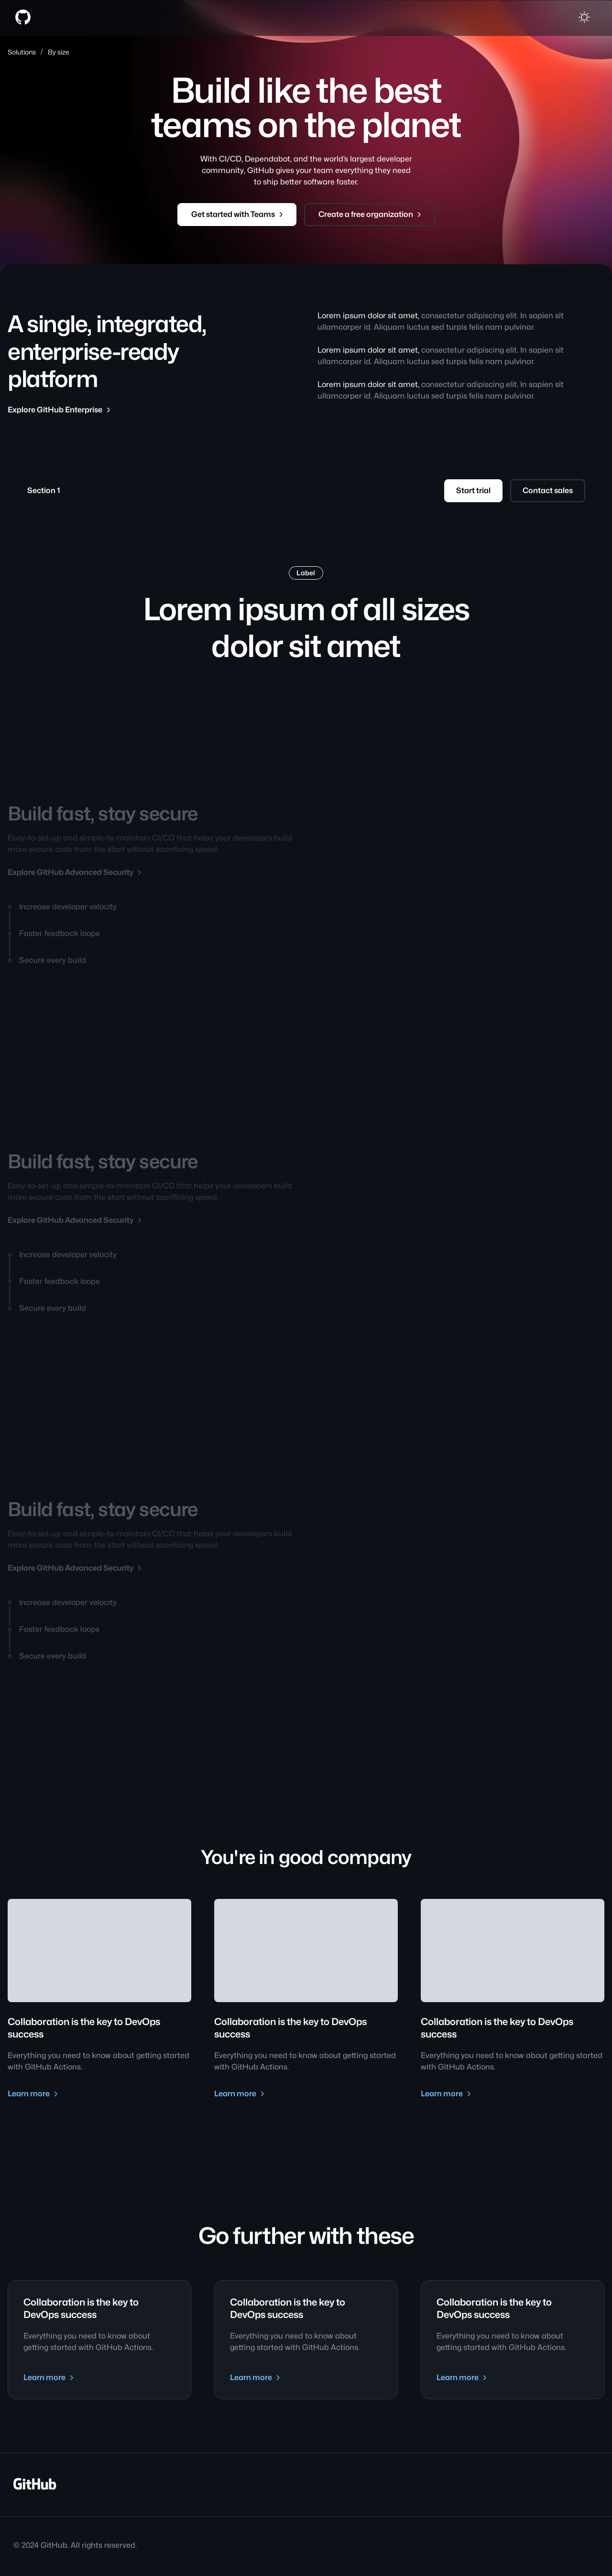 Solutions / By size
Build like the best
teams on the planet
With CI/CD, Dependabot, and the world's largest developer
community, GitHub gives your team everything they need
to ship better software faster.
Get started with Teams
Create a free organization
A single, integrated,
enterprise-ready
platform
Explore GitHub Enterprise
Lorem ipsum dolor sit amet, consectetur adipiscing elit. In sapien sit
ullamcorper id. Aliquam luctus sed turpis felis nam pulvinar.
Lorem ipsum dolor sit amet, consectetur adipiscing elit. In sapien sit
ullamcorper id. Aliquam luctus sed turpis felis nam pulvinar.
Lorem ipsum dolor sit amet, consectetur adipiscing elit. In sapien sit
ullamcorper id. Aliquam luctus sed turpis felis nam pulvinar.
Section 1
Start trial
Contact sales
Label
Lorem ipsum of all sizes
dolor sit amet
Build fast, stay secure
Easy-to-set-up and simple-to-maintain CI/CD that helps your developers build
more secure code from the start without sacrificing speed.
Explore GitHub Advanced Security
Increase developer velocity
Faster feedback loops
Secure every build
Build fast, stay secure
Easy-to-set-up and simple-to-maintain CI/CD that helps your developers build
more secure code from the start without sacrificing speed.
Explore GitHub Advanced Security
Increase developer velocity
Faster feedback loops
Secure every build
Build fast, stay secure
Easy-to-set-up and simple-to-maintain CI/CD that helps your developers build
more secure code from the start without sacrificing speed.
Explore GitHub Advanced Security
Increase developer velocity
Faster feedback loops
Secure every build
You're in good company
Collaboration is the key to DevOps
success
Everything you need to know about getting started
with GitHub Actions.
Learn more
Collaboration is the key to DevOps
success
Everything you need to know about getting started
with GitHub Actions.
Learn more
Collaboration is the key to DevOps
success
Everything you need to know about getting started
with GitHub Actions.
Learn more
Go further with these
Collaboration is the key to
DevOps success
Everything you need to know about
getting started with GitHub Actions.
Learn more
Collaboration is the key to
DevOps success
Everything you need to know about
getting started with GitHub Actions.
Learn more
Collaboration is the key to
DevOps success
Everything you need to know about
getting started with GitHub Actions.
Learn more
GitHub
© 2024 GitHub. All rights reserved.